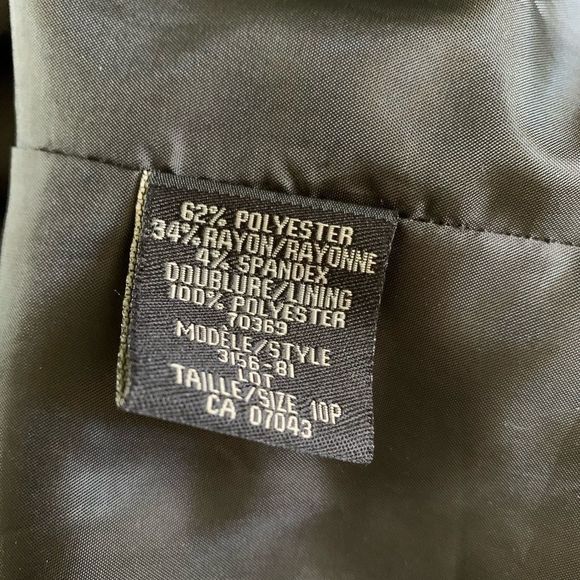 62% POLYESTER
34% RAYON/RAYONNE
4% SPANDEX
DOUBLURE/LINING
100% POLYESTER
70369
MODÈLE/STYLE
3156-81
LOT
TAILLE/SIZE 10P
CA 07043